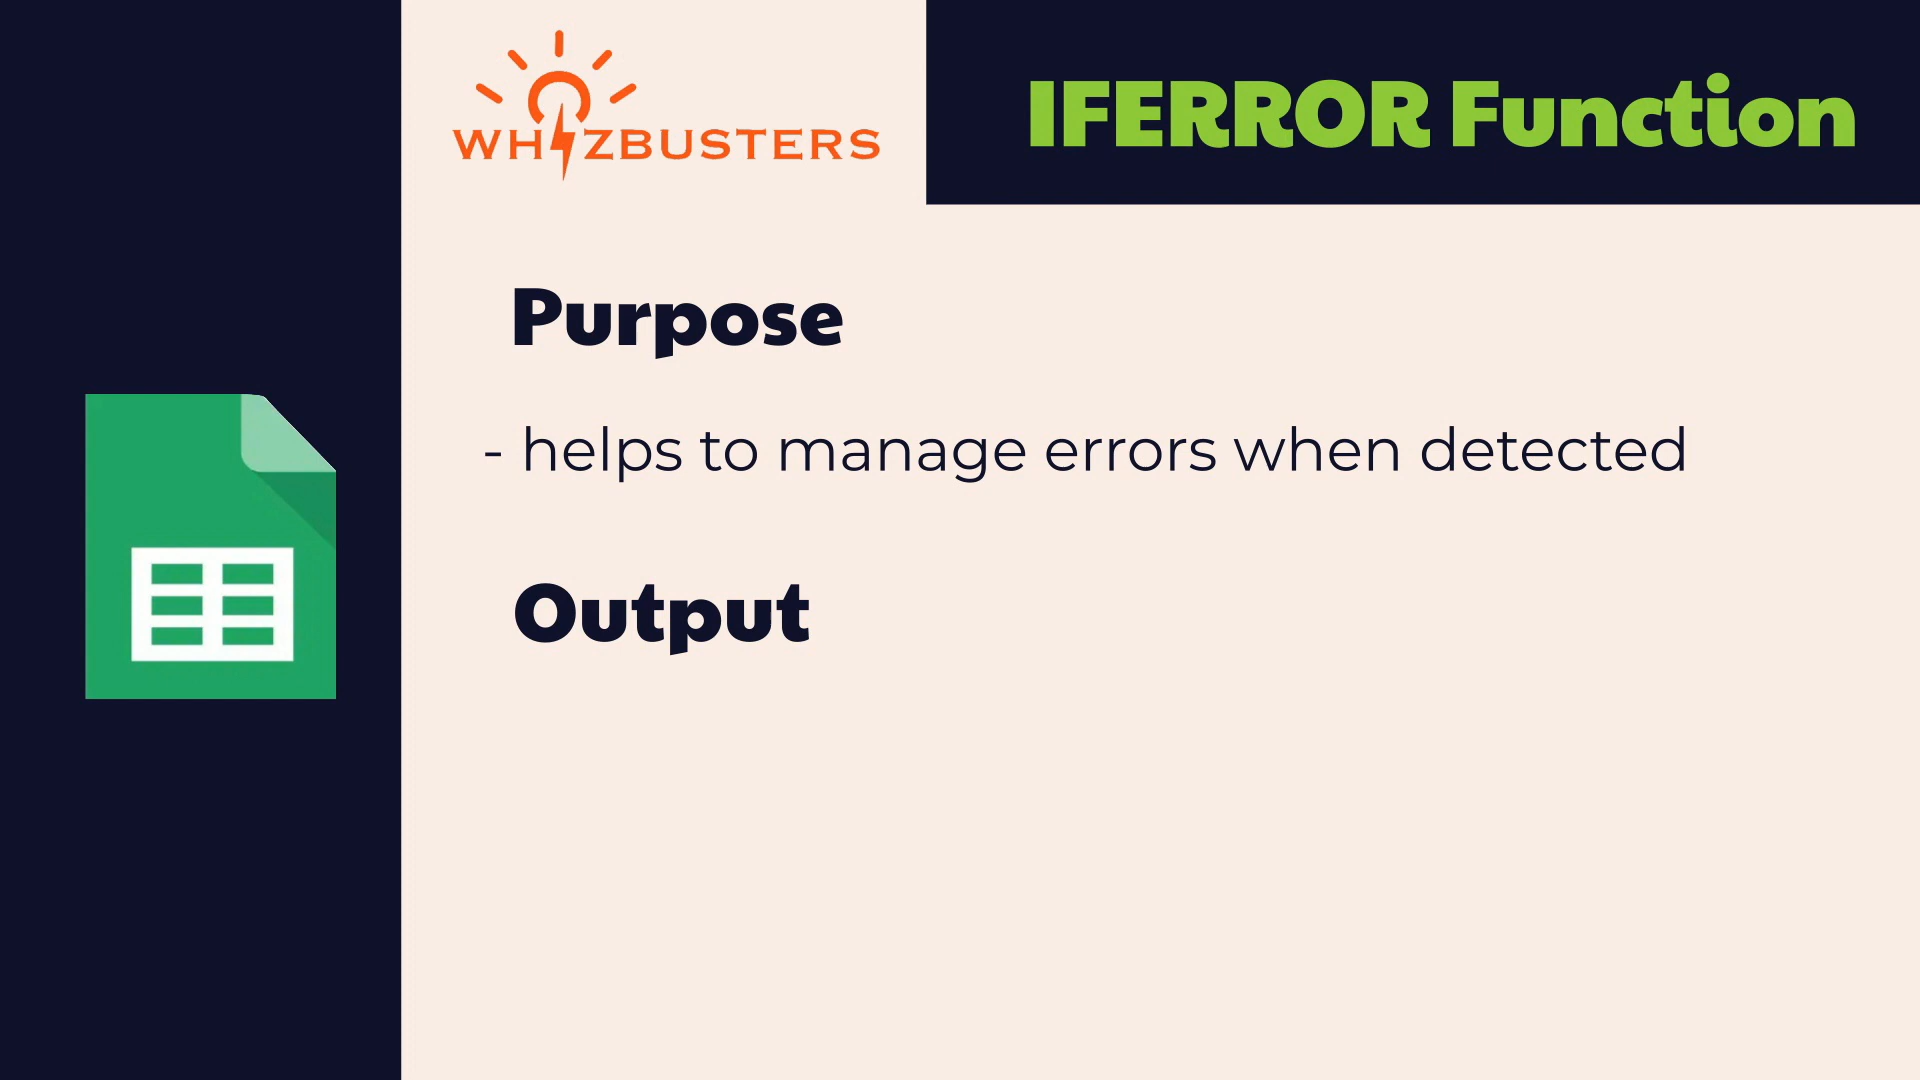 WHIZBUSTERS
IFERROR Function
Purpose
- helps to manage errors when detected
Output